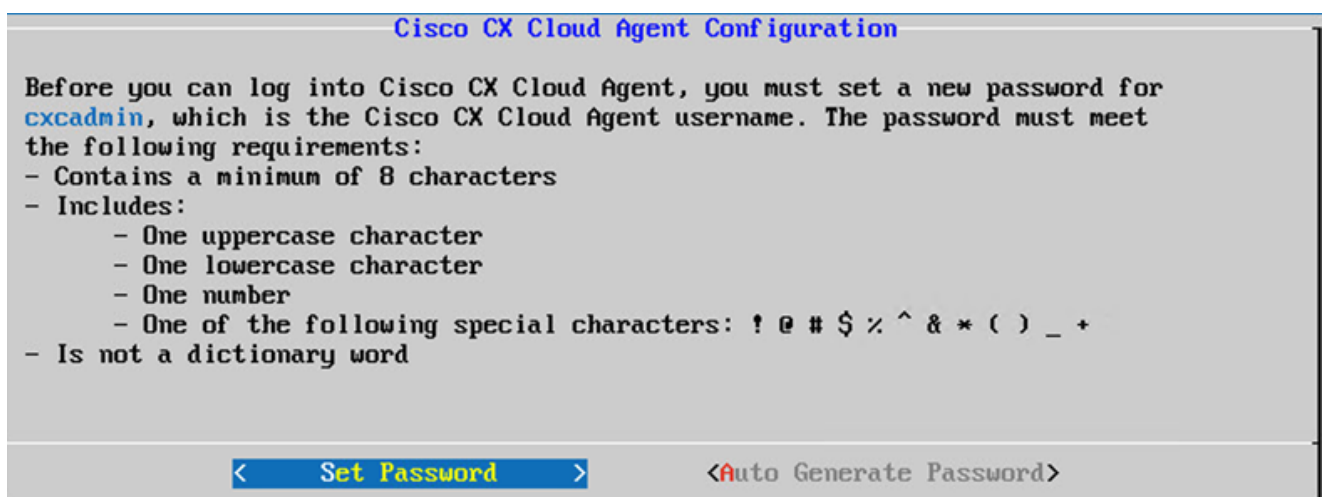 Cisco CX Cloud Agent Configuration
Before you can log into Cisco CX Cloud Agent, you must set a new password for
cxcadmin, which is the Cisco CX Cloud Agent username. The password must meet
the following requirements:
- Contains a minimum of 8 characters
- Includes:
- One uppercase character
- One lowercase character
- One number
- One of the following special characters: ! @ # $ % ^ & * ( ) _ +
- Is not a dictionary word
< Set Password > <Auto Generate Password>